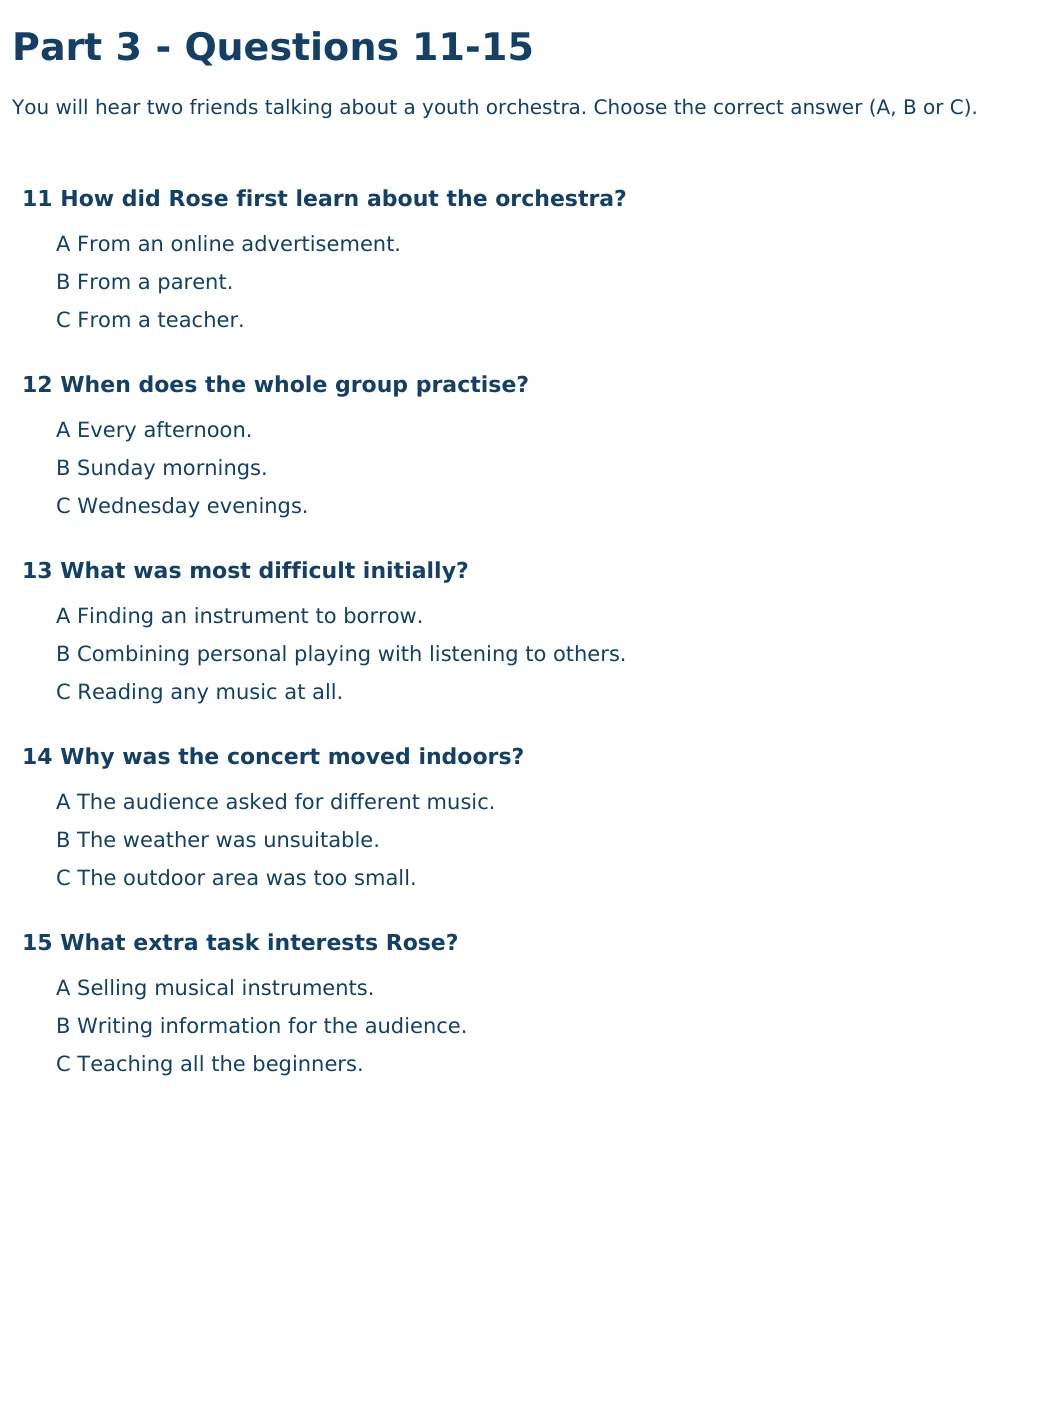 Part 3 - Questions 11-15
You will hear two friends talking about a youth orchestra. Choose the correct answer (A, B or C).
11 How did Rose first learn about the orchestra?
A From an online advertisement.
B From a parent.
C From a teacher.
12 When does the whole group practise?
A Every afternoon.
B Sunday mornings.
C Wednesday evenings.
13 What was most difficult initially?
A Finding an instrument to borrow.
B Combining personal playing with listening to others.
C Reading any music at all.
14 Why was the concert moved indoors?
A The audience asked for different music.
B The weather was unsuitable.
C The outdoor area was too small.
15 What extra task interests Rose?
A Selling musical instruments.
B Writing information for the audience.
C Teaching all the beginners.